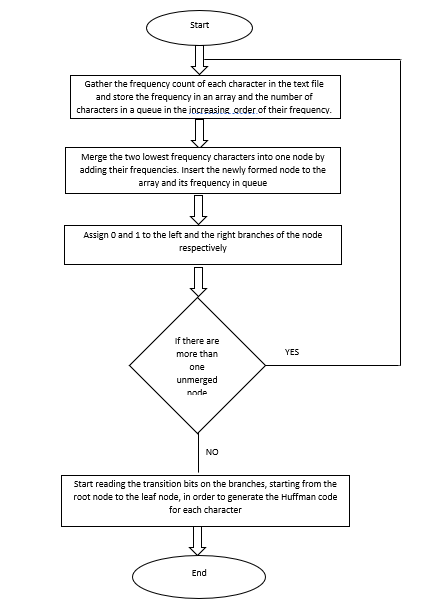 Start
Gather the frequency count of each character in the text file
and store the frequency in an array and the number of
characters in a queue in the increasing order of their frequency.
Merge the two lowest frequency characters into one node by
adding their frequencies. Insert the newly formed node to the
array and its frequency in queue
Assign 0 and 1 to the left and the right branches of the node
respectively
If there are
more than
one
unmerged
node
YES
NO
Start reading the transition bits on the branches, starting from the
root node to the leaf node, in order to generate the Huffman code
for each character
End